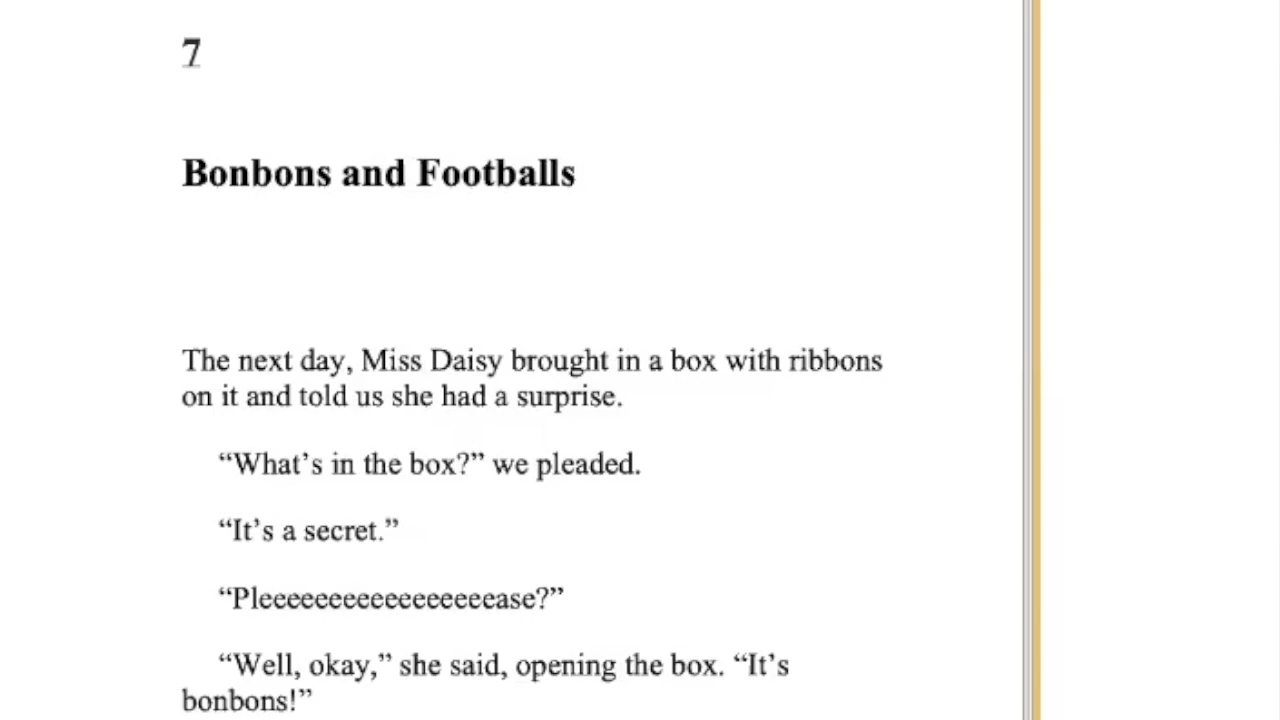 7
Bonbons and Footballs
The next day, Miss Daisy brought in a box with ribbons
on it and told us she had a surprise.
“What’s in the box?” we pleaded.
“It’s a secret.”
“Pleeeeeeeeeeeeeeeeeease?”
“Well, okay,” she said, opening the box. “It’s
bonbons!”